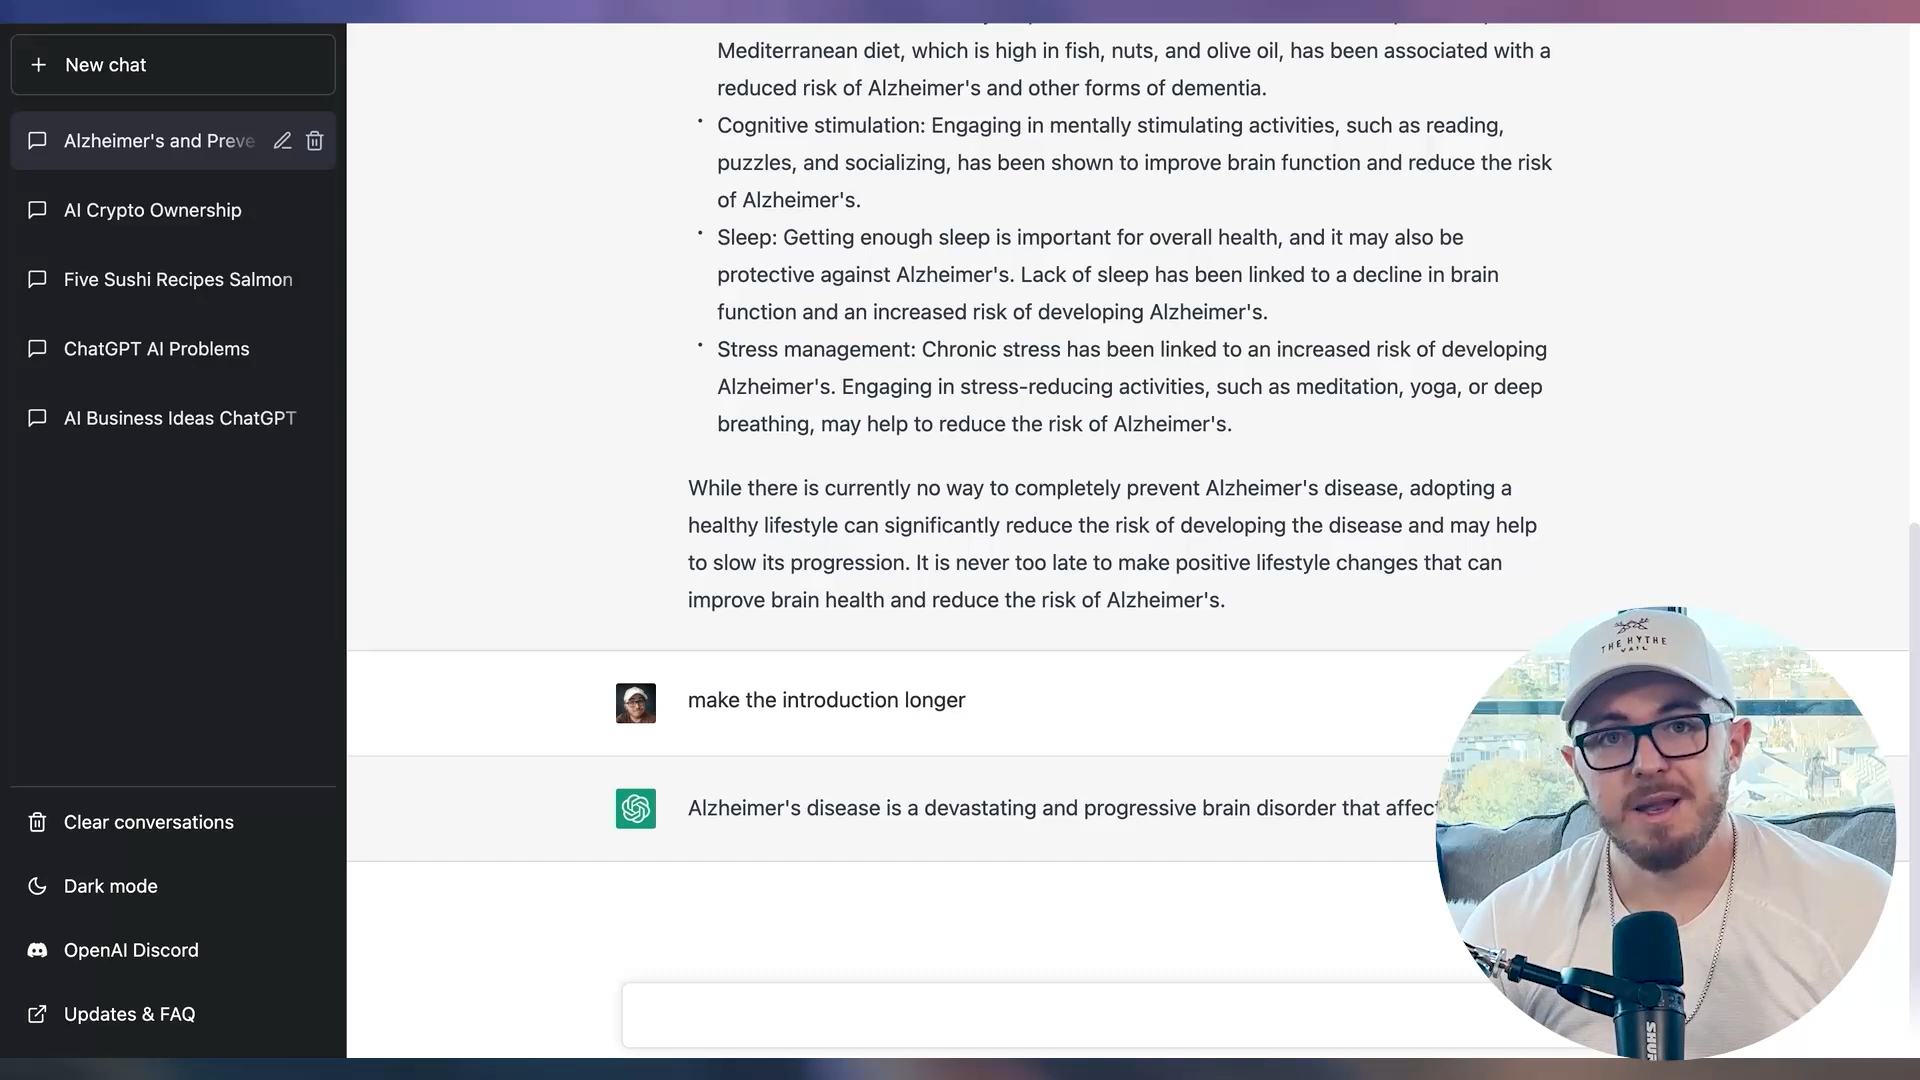 New chat
Alzheimer's and Preve
AI Crypto Ownership
Five Sushi Recipes Salmon
ChatGPT AI Problems
AI Business Ideas ChatGPT
Clear conversations
Dark mode
OpenAI Discord
Updates & FAQ
Mediterranean diet, which is high in fish, nuts, and olive oil, has been associated with a
reduced risk of Alzheimer's and other forms of dementia.
Cognitive stimulation: Engaging in mentally stimulating activities, such as reading,
puzzles, and socializing, has been shown to improve brain function and reduce the risk
of Alzheimer's.
Sleep: Getting enough sleep is important for overall health, and it may also be
protective against Alzheimer's. Lack of sleep has been linked to a decline in brain
function and an increased risk of developing Alzheimer's.
Stress management: Chronic stress has been linked to an increased risk of developing
Alzheimer's. Engaging in stress-reducing activities, such as meditation, yoga, or deep
breathing, may help to reduce the risk of Alzheimer's.
While there is currently no way to completely prevent Alzheimer's disease, adopting a
healthy lifestyle can significantly reduce the risk of developing the disease and may help
to slow its progression. It is never too late to make positive lifestyle changes that can
improve brain health and reduce the risk of Alzheimer's.
make the introduction longer
Alzheimer's disease is a devastating and progressive brain disorder that affect
THE HYTHE
VAIL
SHUR